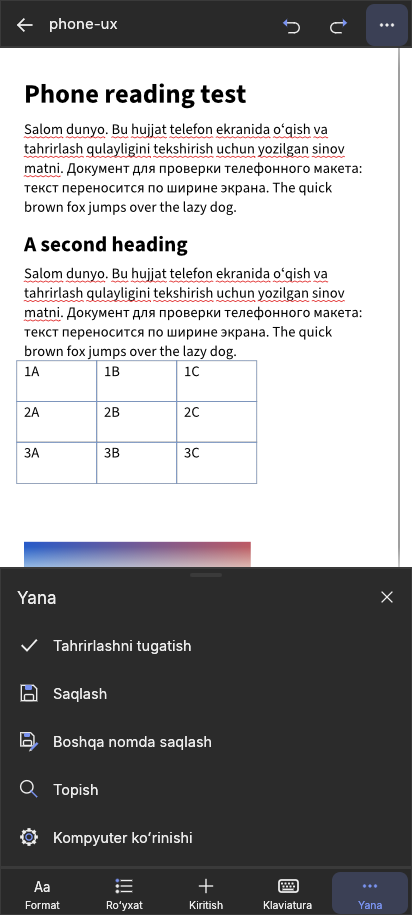 phone-ux
Phone reading test
Salom dunyo. Bu hujjat telefon ekranida oʻqish va
tahrirlash qulayligini tekshirish uchun yozilgan sinov
matni. Документ для проверки телефонного макета:
текст переносится по ширине экрана. The quick
brown fox jumps over the lazy dog.
A second heading
Salom dunyo. Bu hujjat telefon ekranida oʻqish va
tahrirlash qulayligini tekshirish uchun yozilgan sinov
matni. Документ для проверки телефонного макета:
текст переносится по ширине экрана. The quick
brown fox jumps over the lazy dog.
1A 1B 1C
2A 2B 2C
3A 3B 3C
Yana
Tahrirlashni tugatish
Saqlash
Boshqa nomda saqlash
Topish
Kompyuter koʻrinishi
Aa
Format Roʻyxat Kiritish Klaviatura Yana